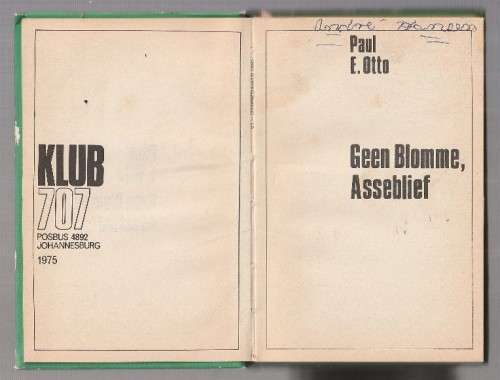 KLUB
707
POSBUS 4892
JOHANNESBURG
1975
Paul
E. Otto
Geen Blomme,
Asseblief